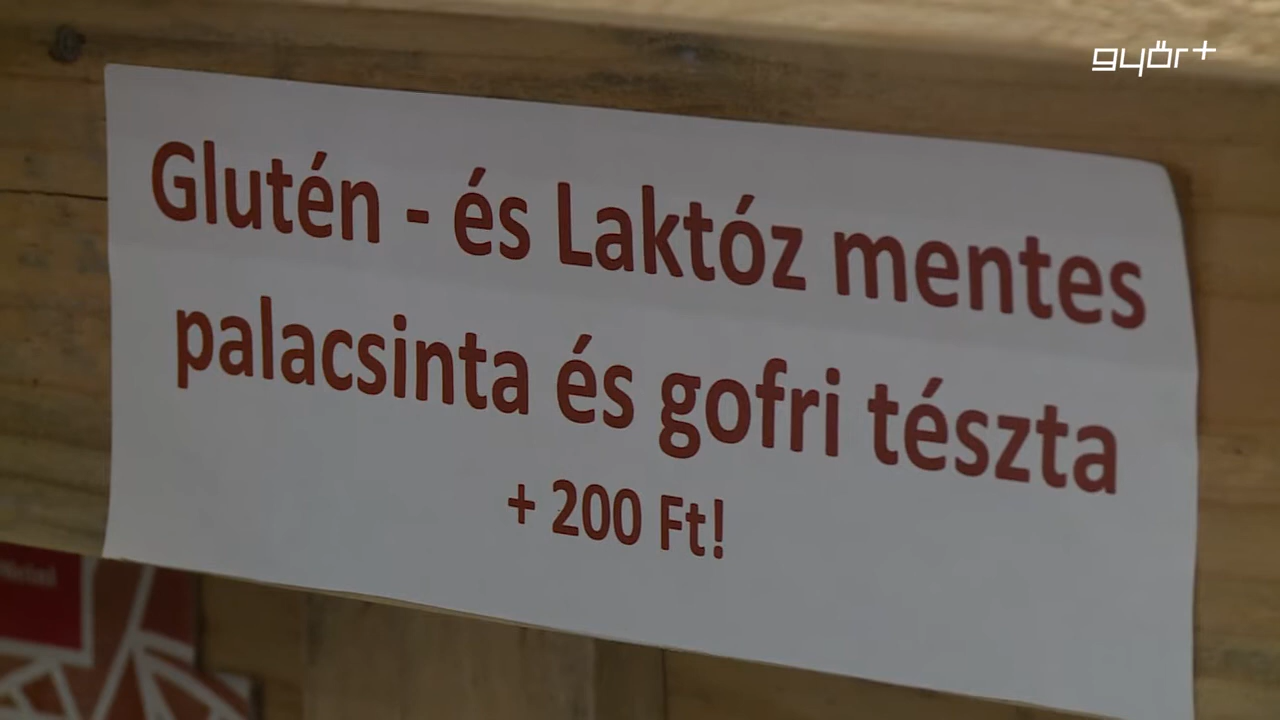 győr+
Glutén - és Laktóz mentes
palacsinta és gofri tészta
+ 200 Ft!